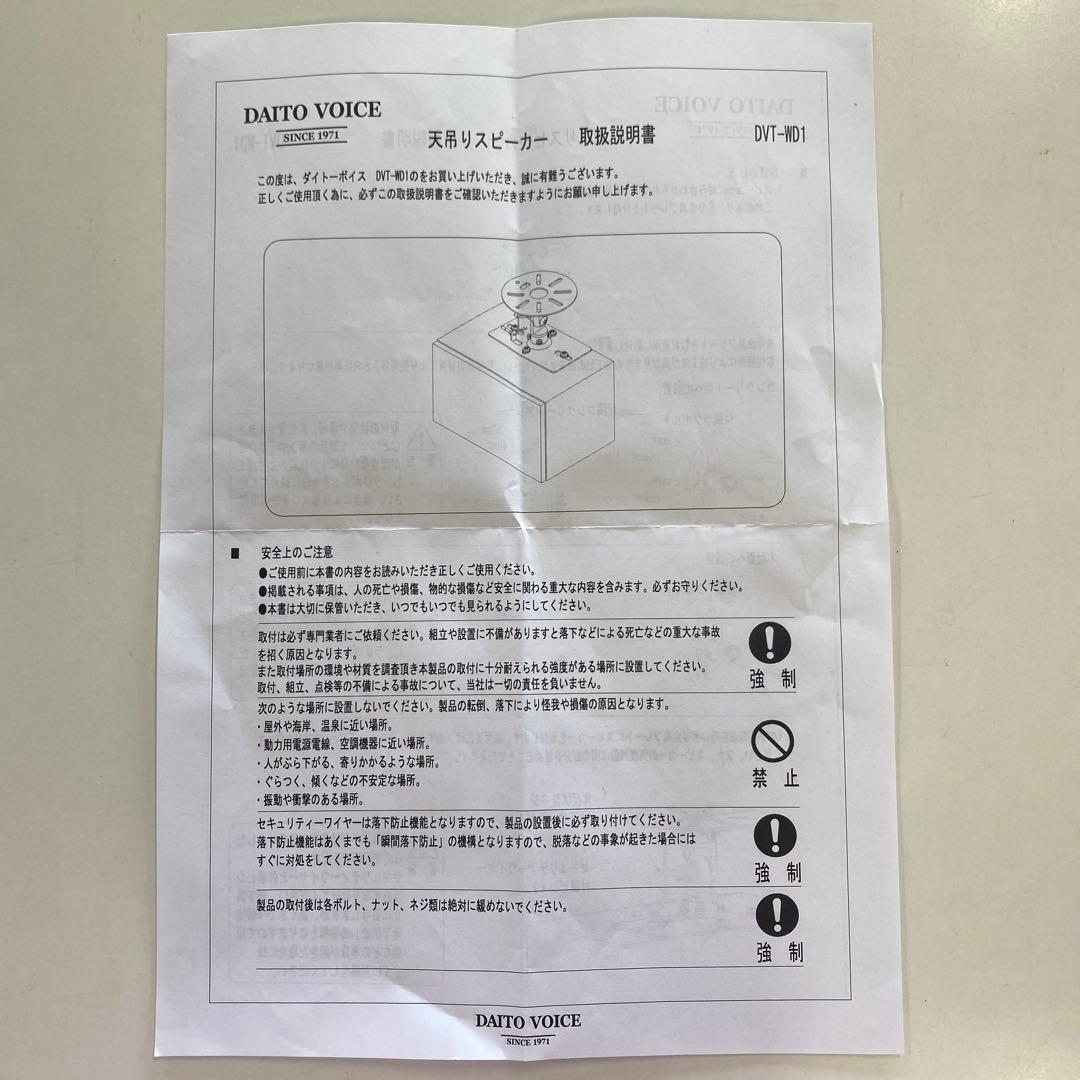 DAITO VOICE
SINCE 1971
天吊りスピーカー 取扱説明書 DVT-WD1
この度は、ダイトーボイス DVT-WD1のをお買い上げいただき、誠に有難うございます。
正しくご使用頂く為に、必ずこの取扱説明書をご確認いただきますようにお願い申し上げます。
■ 安全上のご注意
●ご使用前に本書の内容をお読みいただき正しくご使用ください。
●掲載される事項は、人の死亡や損傷、物的な損傷など安全に関わる重大な内容を含みます。必ずお守りください。
●本書は大切に保管いただき、いつでもいつでも見られるようにしてください。
取付は必ず専門業者にご依頼ください。組立や設置に不備がありますと落下などによる死亡などの重大な事故
を招く原因となります。
また取付場所の環境や材質を調査頂き本製品の取付に十分耐えられる強度がある場所に設置してください。
取付、組立、点検等の不備による事故について、当社は一切の責任を負いません。
強 制
次のような場所に設置しないでください。製品の転倒、落下により怪我や損傷の原因となります。
・屋外や海岸、温泉に近い場所。
・動力用電源電線、空調機器に近い場所。
・人がぶら下がる、寄りかかるような場所。
・ぐらつく、傾くなどの不安定な場所。
・振動や衝撃のある場所。
禁 止
セキュリティーワイヤーは落下防止機能となりますので、製品の設置後に必ず取り付けてください。
落下防止機能はあくまでも「瞬間落下防止」の機構となりますので、脱落などの事象が起きた場合には
すぐに対処をしてください。
強 制
製品の取付後は各ボルト、ナット、ネジ類は絶対に緩めないでください。
強 制
DAITO VOICE
SINCE 1971